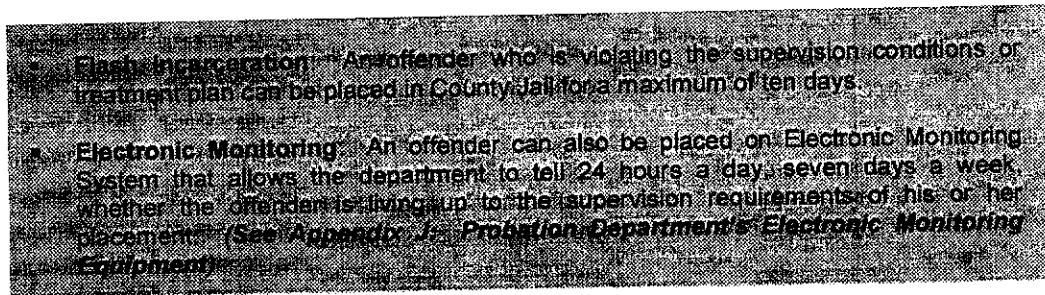 • Flash Incarceration: An offender who is violating the supervision conditions or
treatment plan can be placed in County Jail for a maximum of ten days.
• Electronic Monitoring: An offender can also be placed on Electronic Monitoring
System that allows the department to tell 24 hours a day, seven days a week,
whether the offender is living up to the supervision requirements of his or her
placement. (See Appendix J: Probation Department's Electronic Monitoring
Equipment)